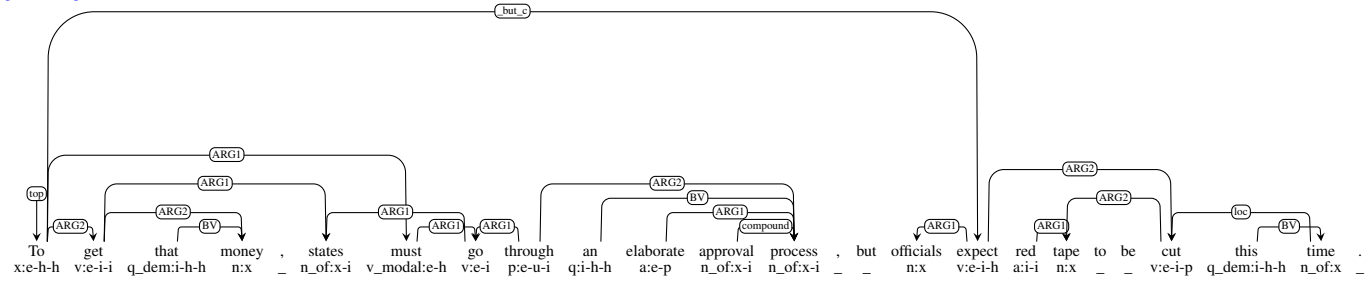 _but_c
ARG1
ARG2
ARG1
ARG2
top
ARG2
ARG1
BV
ARG1
ARG2
loc
compound
ARG2
BV
ARG1
ARG1
ARG1
ARG1
BV
To get that money , states must go through an elaborate approval process , but officials expect red tape to be cut this time .
x:e-h-h v:e-i-i q_dem:i-h-h n:x _ n_of:x-i v_modal:e-h v:e-i p:e-u-i q:i-h-h a:e-p n_of:x-i n_of:x-i _ _ n:x v:e-i-h a:i-i n:x _ _ v:e-i-p q_dem:i-h-h n_of:x _